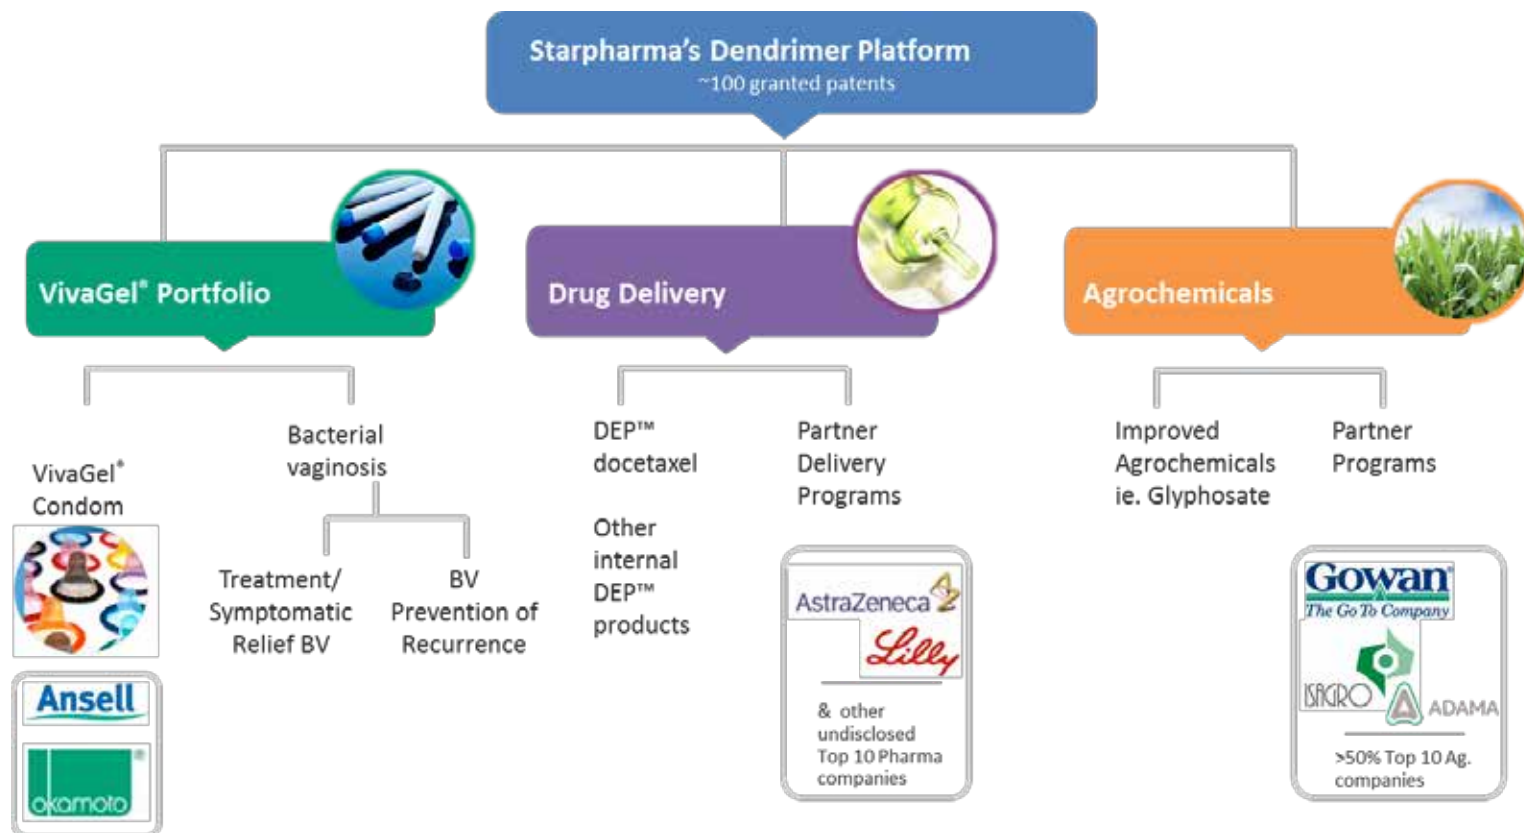 Starpharma's Dendrimer Platform
~100 granted patents
VivaGel® Portfolio
Drug Delivery
Agrochemicals
VivaGel®
Condom
Bacterial
vaginosis
Treatment/
Symptomatic
Relief BV
BV
Prevention of
Recurrence
Ansell
okamoto®
DEP™
docetaxel
Other
internal
DEP™
products
Partner
Delivery
Programs
AstraZeneca
Lilly
& other
undisclosed
Top 10 Pharma
companies
Improved
Agrochemicals
ie. Glyphosate
Partner
Programs
Gowan®
The Go To Company
ISAGRO
ADAMA
>50% Top 10 Ag.
companies